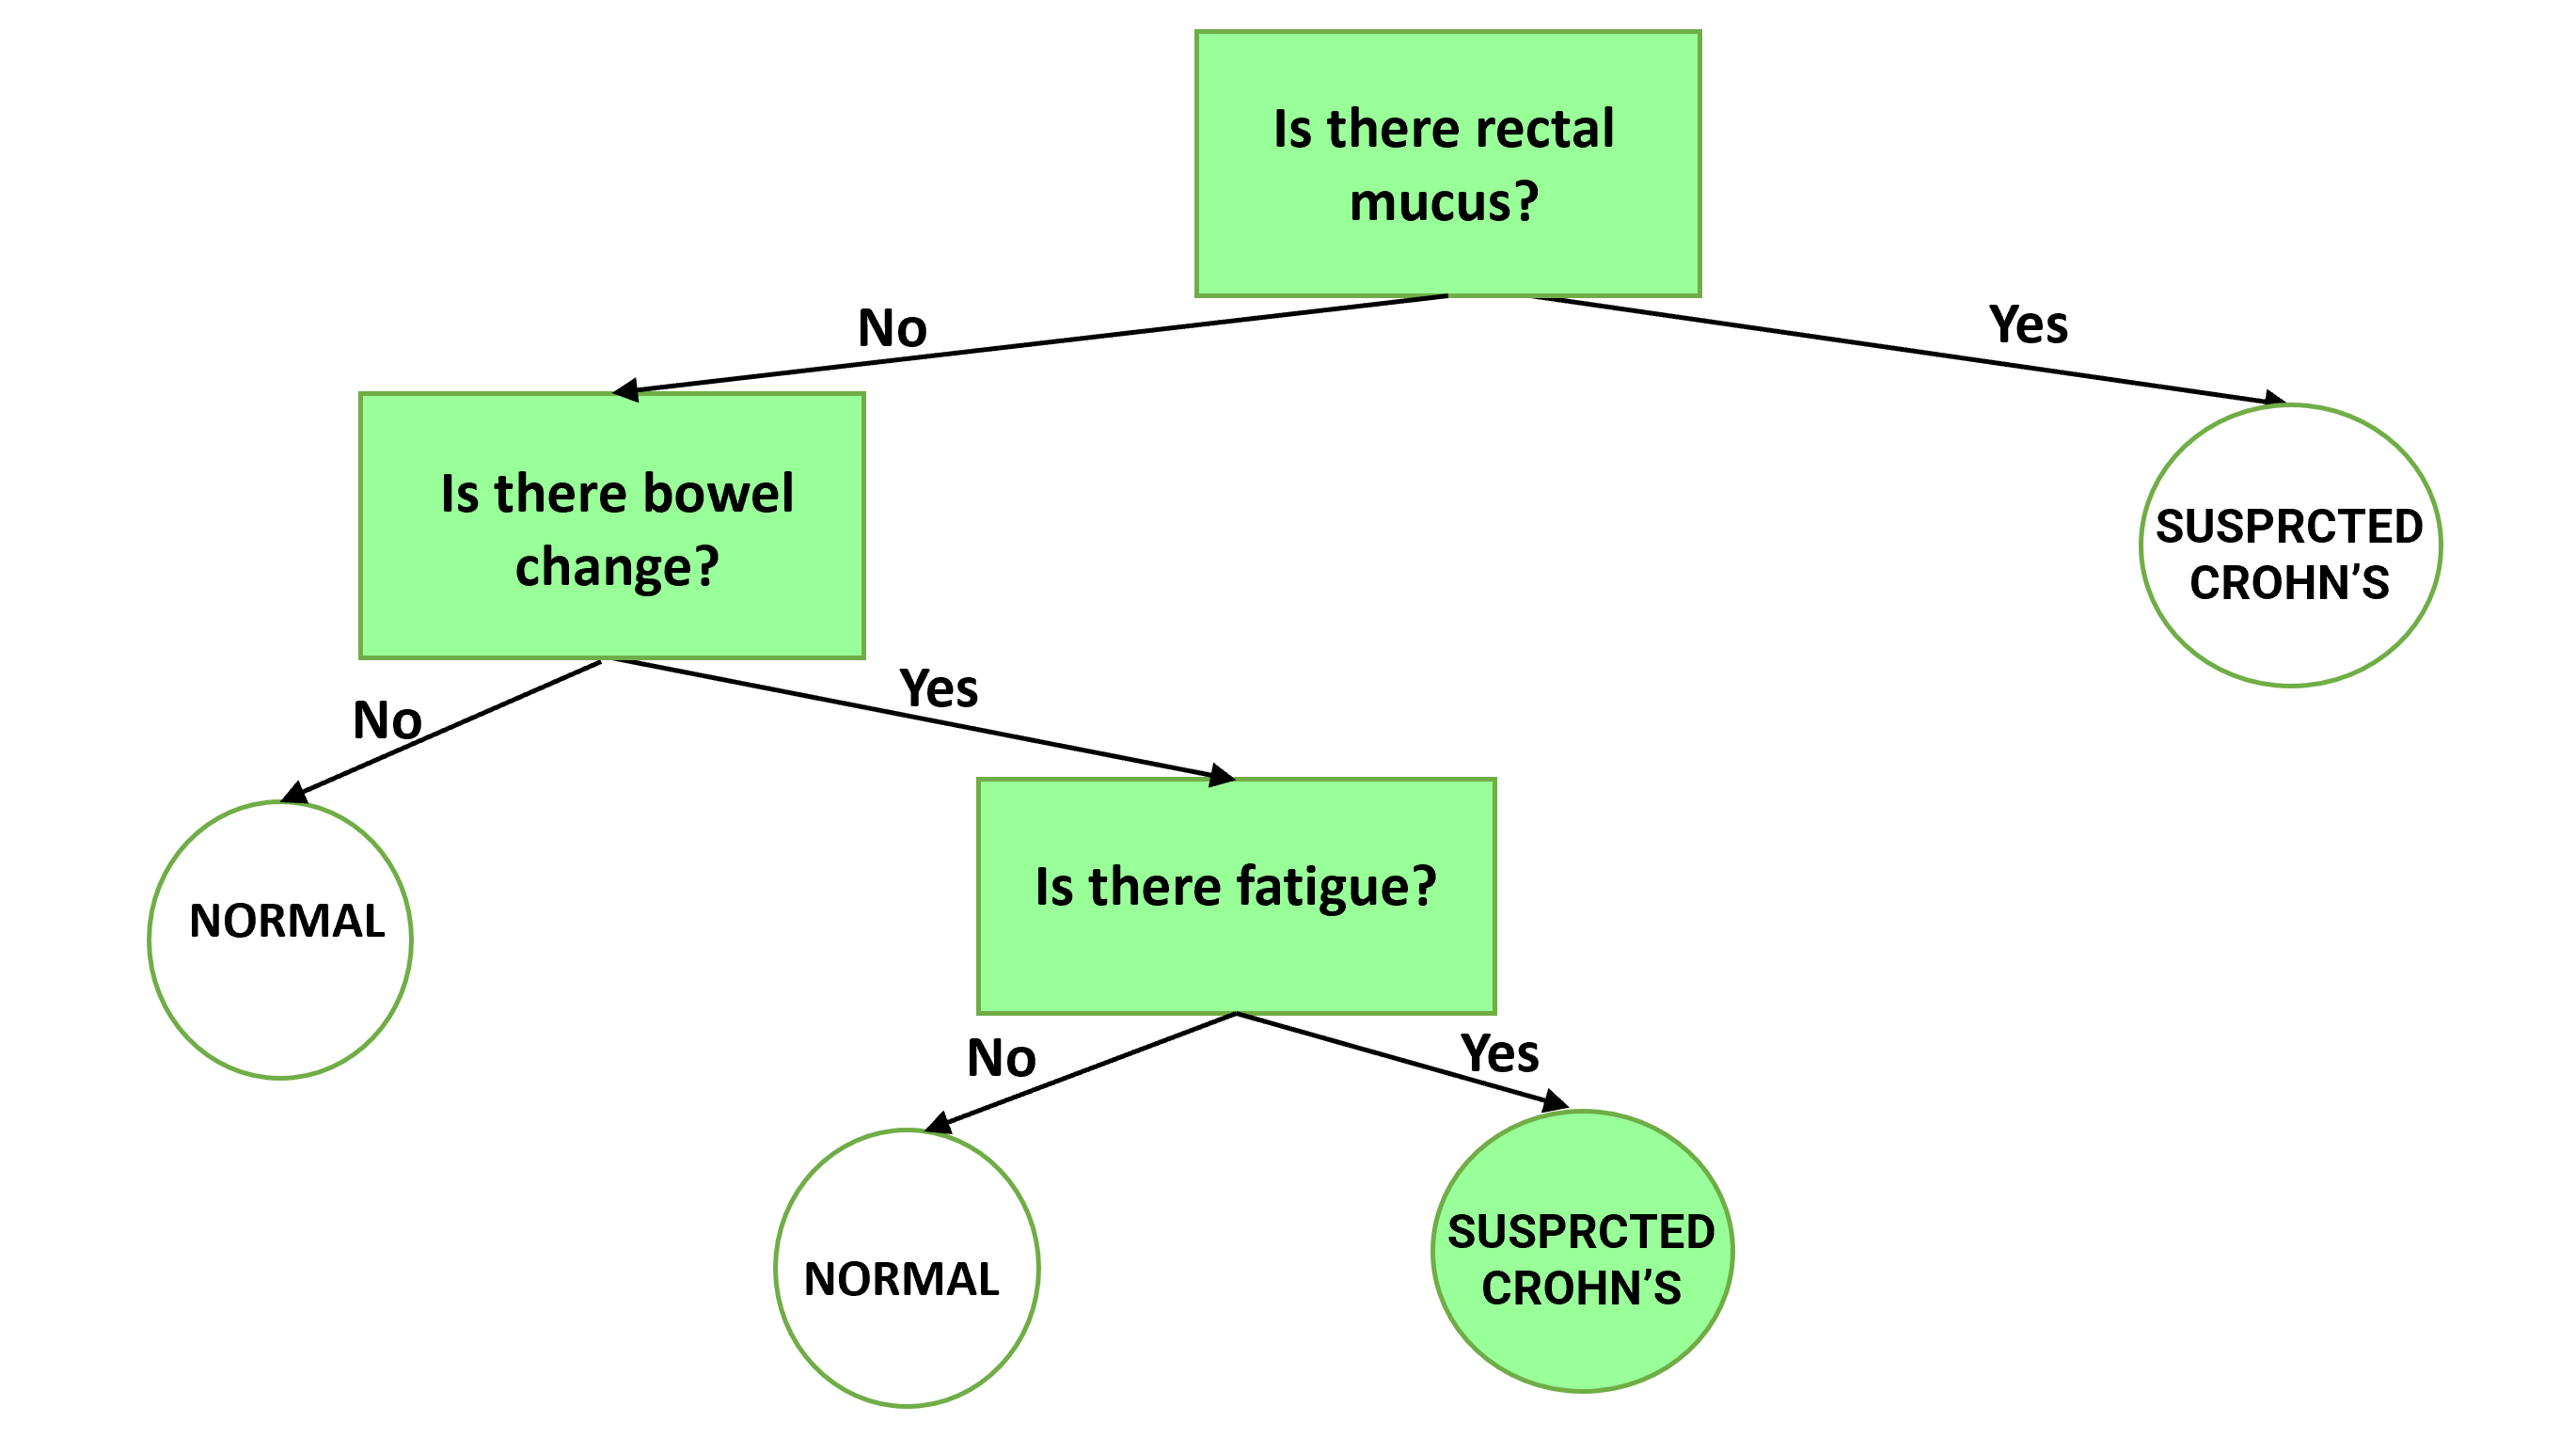 Is there rectal
mucus?
No
Yes
Is there bowel
change?
SUSPRCTED
CROHN’S
No
Yes
NORMAL
Is there fatigue?
No
Yes
NORMAL
SUSPRCTED
CROHN’S